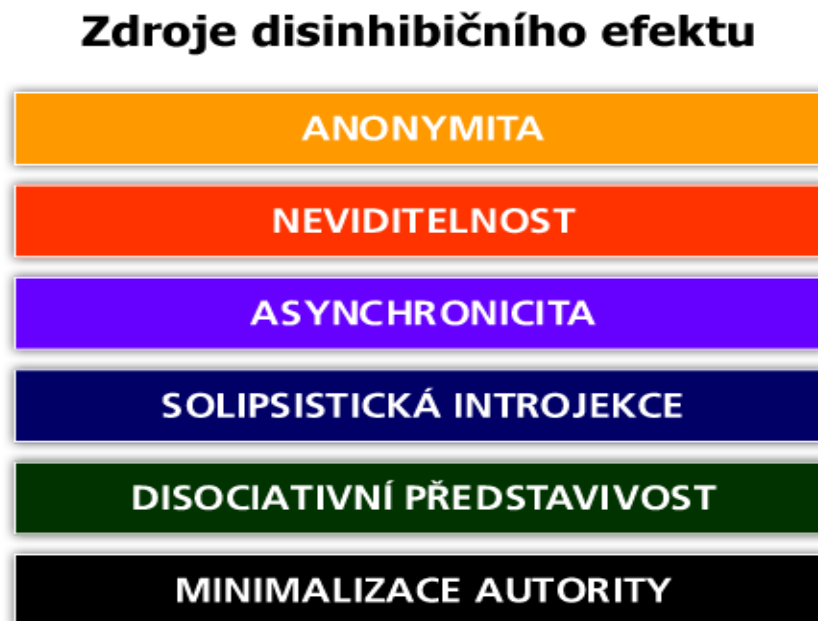 Zdroje disinhibičního efektu
ANONYMITA
NEVIDITELNOST
ASYNCHRONICITA
SOLIPSISTICKÁ INTROJEKCE
DISOCIATIVNÍ PŘEDSTAVIVOST
MINIMALIZACE AUTORITY